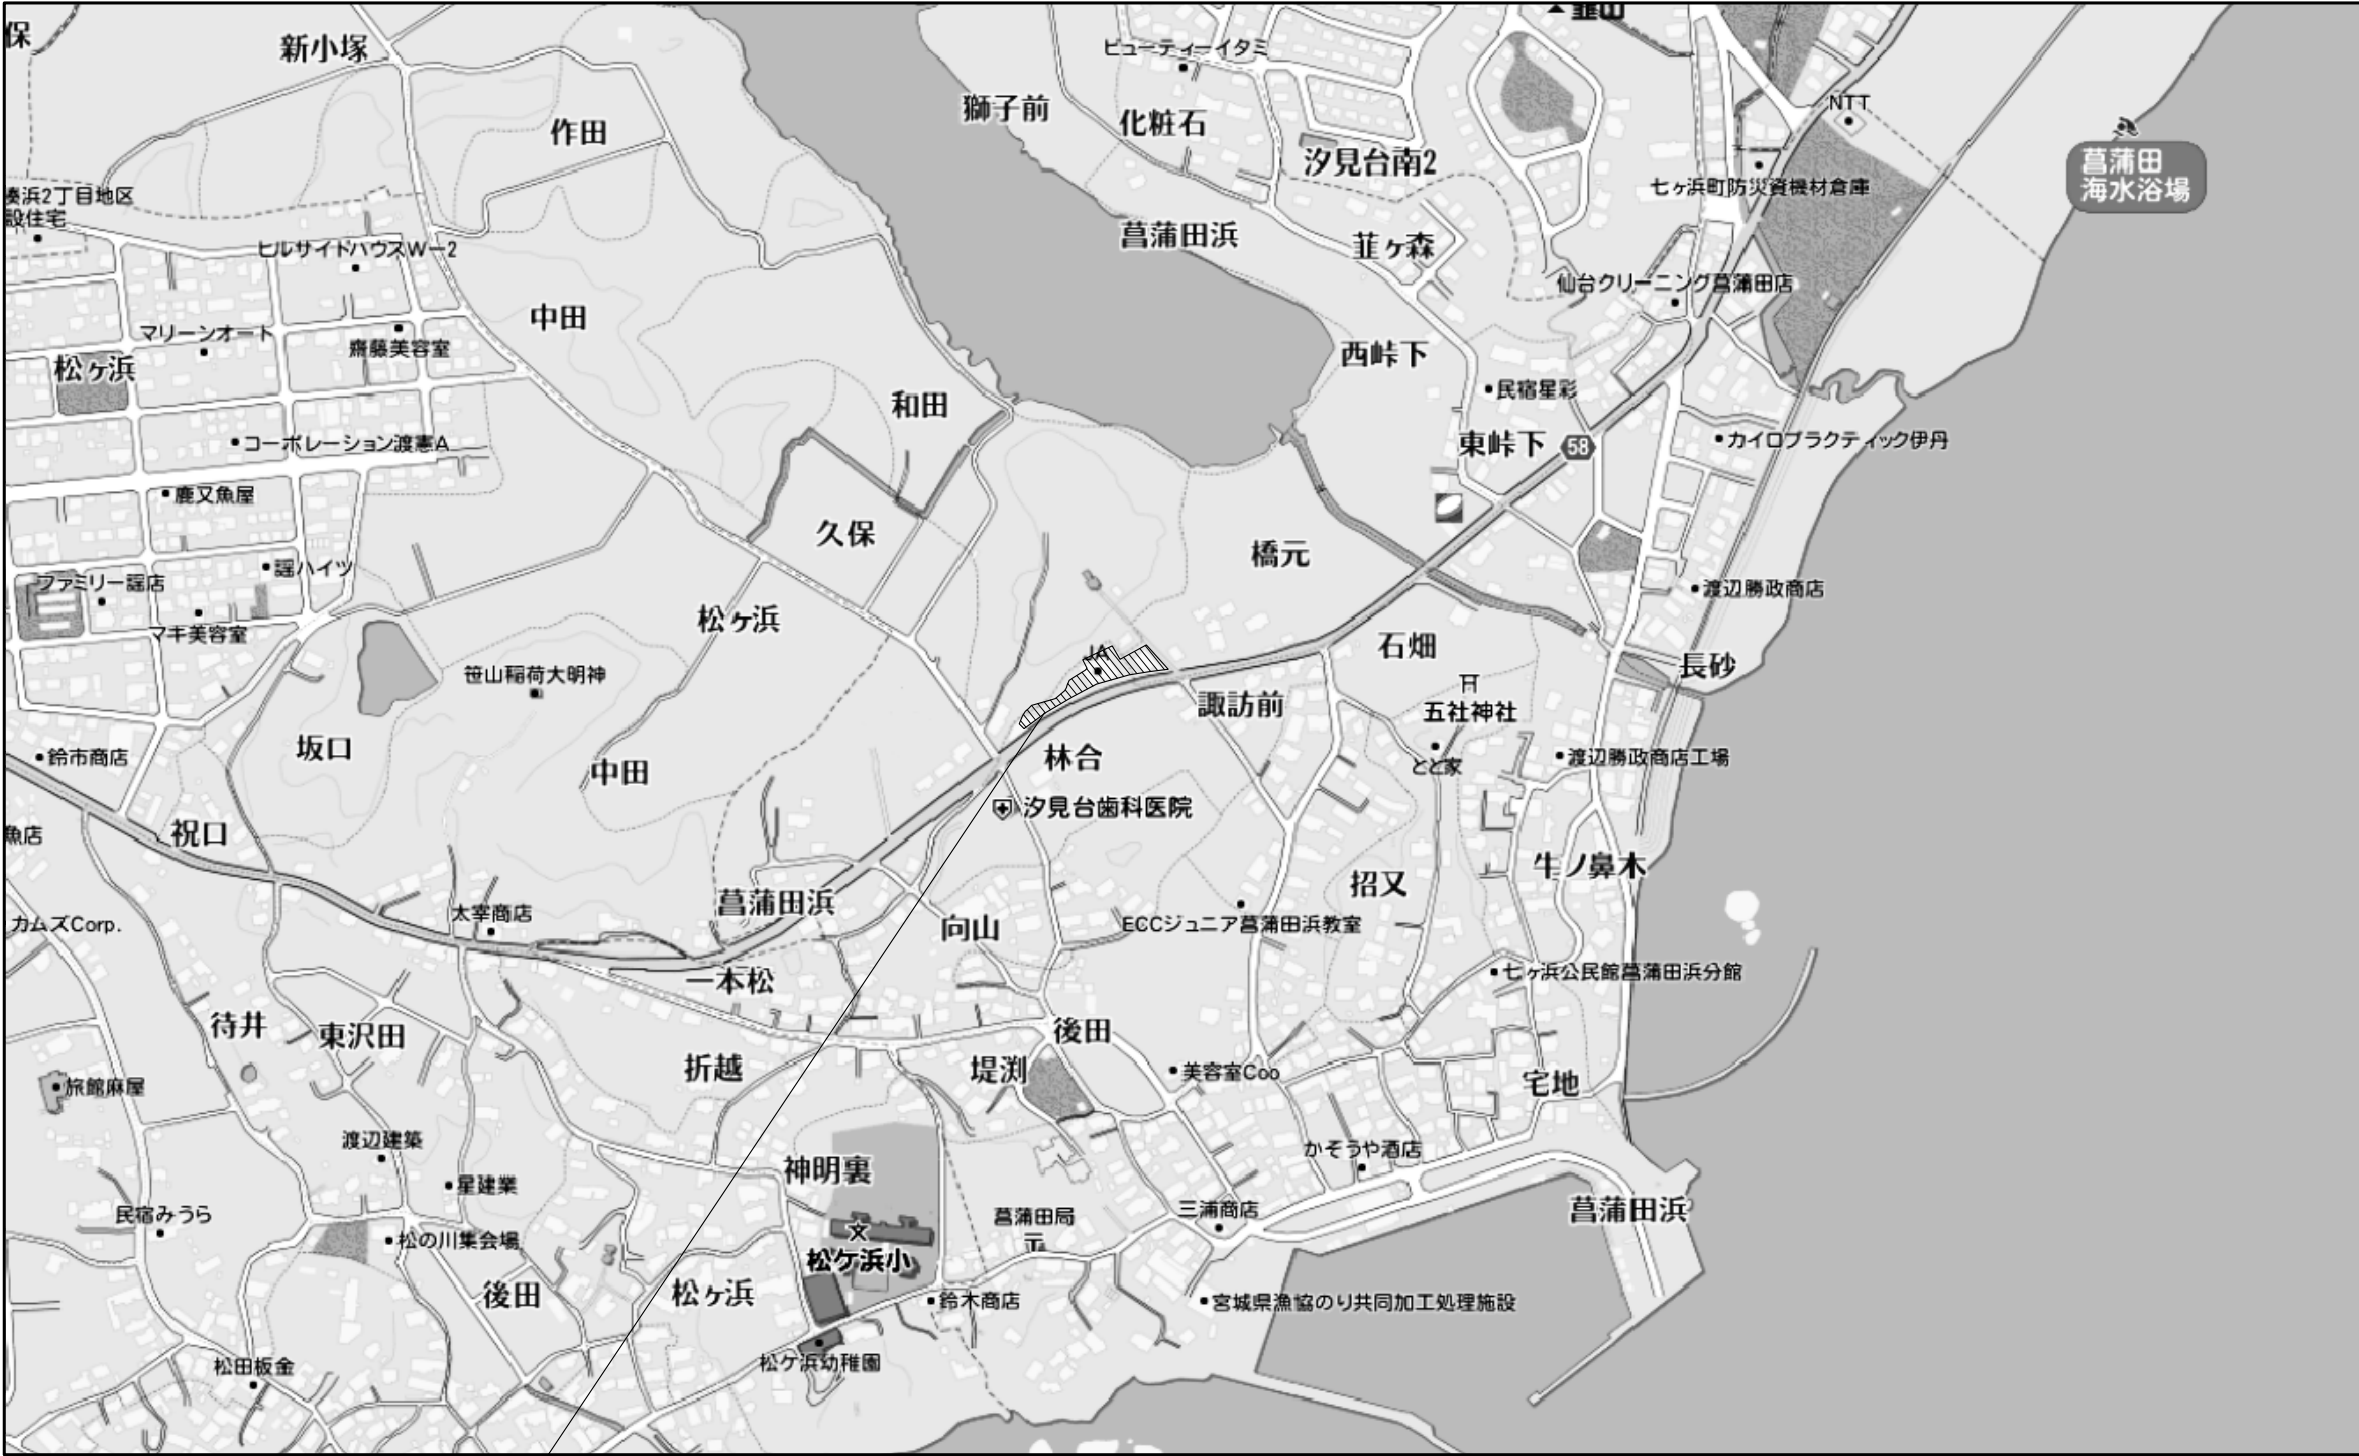 保
新小塚
韮山
ビューティーイタミ
獅子前
化粧石
作田
NTT
菖蒲田
海水浴場
汐見台南2
七ヶ浜町防災資機材倉庫
湊浜2丁目地区
設住宅
ヒルサイドハウスW-2
菖蒲田浜
韮ヶ森
仙台クリーニング菖蒲田店
中田
マリーンオート
齋藤美容室
松ヶ浜
西峠下
民宿星彩
和田
コーポレーション渡憲A
東峠下
58
カイロプラクティック伊丹
鹿又魚屋
久保
橋元
謡ハイツ
ファミリー謡店
渡辺勝政商店
マキ美容室
松ヶ浜
JA
石畑
長砂
笹山稲荷大明神
諏訪前
五社神社
坂口
鈴市商店
中田
林合
とと家
渡辺勝政商店工場
汐見台歯科医院
祝口
魚店
牛ノ鼻木
招又
菖蒲田浜
太宰商店
カムズCorp.
向山
ECCジュニア菖蒲田浜教室
一本松
七ヶ浜公民館菖蒲田浜分館
待井
東沢田
後田
折越
堤渕
美容室Coo
宅地
旅館麻屋
渡辺建築
かぞうや酒店
神明裏
星建業
民宿みうら
菖蒲田局
三浦商店
菖蒲田浜
松の川集会場
松ケ浜小
後田
松ヶ浜
鈴木商店
宮城県漁協のり共同加工処理施設
松田板金
松ケ浜幼稚園